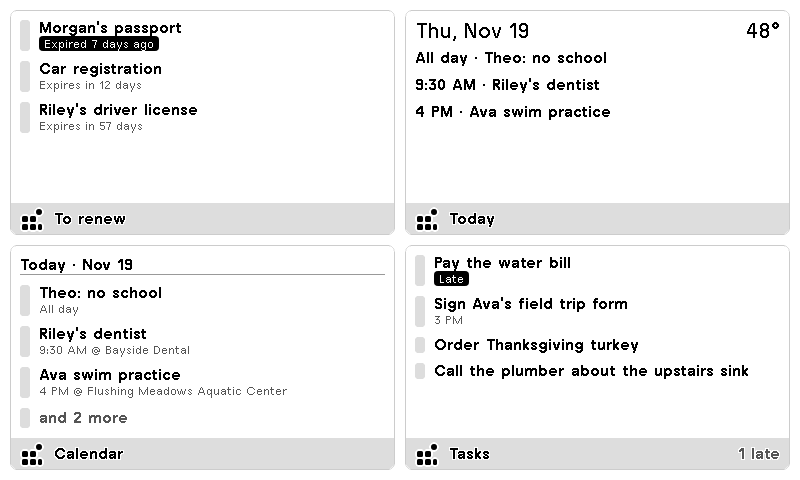 Morgan's passport
Expired 7 days ago
Car registration
Expires in 12 days
Riley's driver license
Expires in 57 days
To renew
Thu, Nov 19 48°
All day · Theo: no school
9:30 AM · Riley's dentist
4 PM · Ava swim practice
Today
Today · Nov 19
Theo: no school
All day
Riley's dentist
9:30 AM @ Bayside Dental
Ava swim practice
4 PM @ Flushing Meadows Aquatic Center
and 2 more
Calendar
Pay the water bill
Late
Sign Ava's field trip form
3 PM
Order Thanksgiving turkey
Call the plumber about the upstairs sink
Tasks 1 late